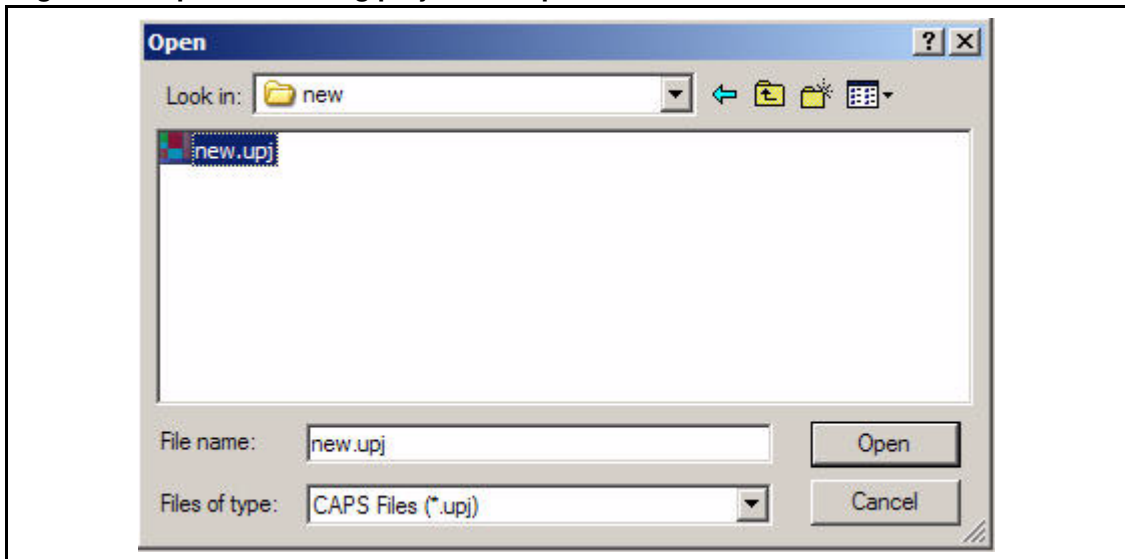 Open
Look in: new
new.upj
File name: new.upj Open
Files of type: CAPS Files (*.upj) Cancel